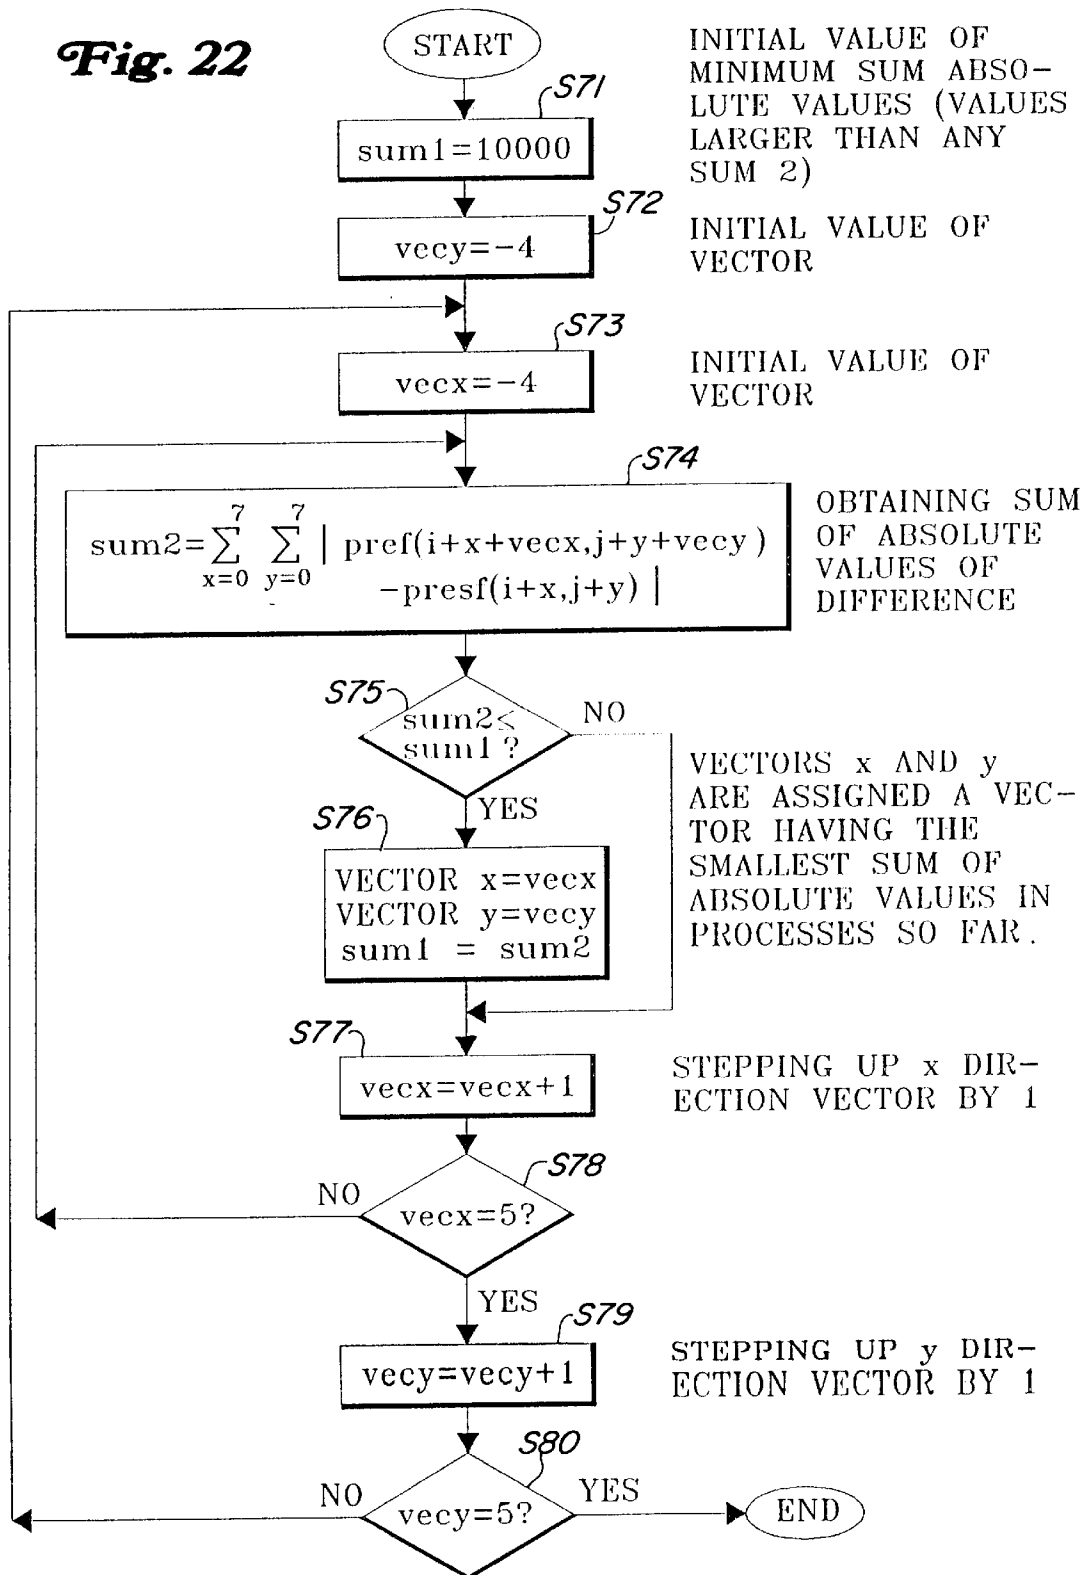 Fig. 22
START
INITIAL VALUE OF
MINIMUM SUM ABSO-
LUTE VALUES (VALUES
LARGER THAN ANY
SUM 2)
S71
sum1=10000
S72
vecy=-4
INITIAL VALUE OF
VECTOR
S73
vecx=-4
INITIAL VALUE OF
VECTOR
S74
sum2=∑_{x=0}^{7} ∑_{y=0}^{7} | pref(i+x+vecx,j+y+vecy)
-presf(i+x,j+y) |
OBTAINING SUM
OF ABSOLUTE
VALUES OF
DIFFERENCE
S75
sum2≤
sum1?
NO
YES
VECTORS x AND y
ARE ASSIGNED A VEC-
TOR HAVING THE
SMALLEST SUM OF
ABSOLUTE VALUES IN
PROCESSES SO FAR.
S76
VECTOR x=vecx
VECTOR y=vecy
sum1 = sum2
S77
vecx=vecx+1
STEPPING UP x DIR-
ECTION VECTOR BY 1
S78
NO
vecx=5?
YES
S79
vecy=vecy+1
STEPPING UP y DIR-
ECTION VECTOR BY 1
S80
NO
vecy=5?
YES
END